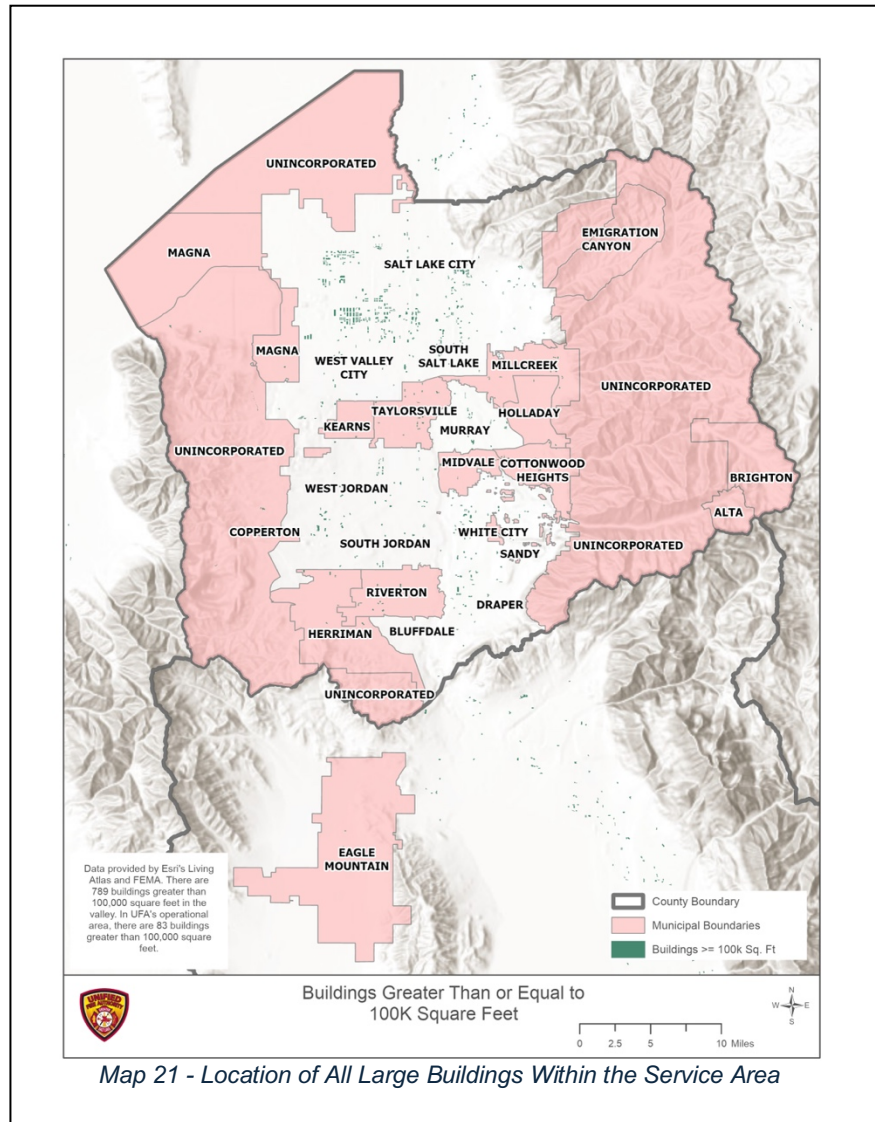 UNINCORPORATED
MAGNA
EMIGRATION
CANYON
SALT LAKE CITY
MAGNA
WEST VALLEY
CITY
SOUTH
SALT LAKE
MILLCREEK
UNINCORPORATED
TAYLORSVILLE
KEARNS
HOLLADAY
MURRAY
UNINCORPORATED
MIDVALE
COTTONWOOD
HEIGHTS
BRIGHTON
WEST JORDAN
ALTA
COPPERTON
WHITE CITY
SOUTH JORDAN
SANDY
UNINCORPORATED
RIVERTON
DRAPER
HERRIMAN
BLUFFDALE
UNINCORPORATED
EAGLE
MOUNTAIN
Data provided by Esri's Living
Atlas and FEMA. There are
789 buildings greater than
100,000 square feet in the
valley. In UFA's operational
area, there are 83 buildings
greater than 100,000 square
feet.
County Boundary
Municipal Boundaries
Buildings >= 100k Sq. Ft
UNIFIED
FIRE AUTHORITY
Buildings Greater Than or Equal to
100K Square Feet
N
W E
S
0 2.5 5 10 Miles
Map 21 - Location of All Large Buildings Within the Service Area